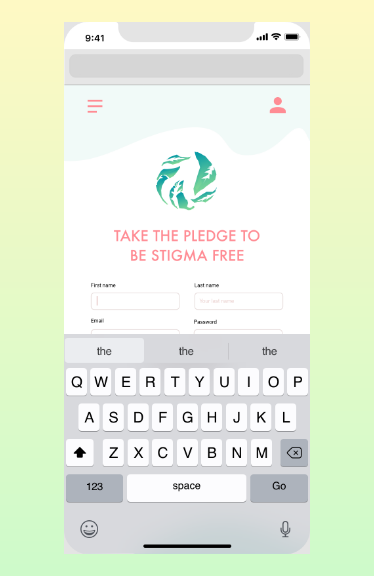 9:41
TAKE THE PLEDGE TO
BE STIGMA FREE
First name Last name
Your last name
Email Password
the the the
Q W E R T Y U I O P
A S D F G H J K L
Z X C V B N M
123 space Go